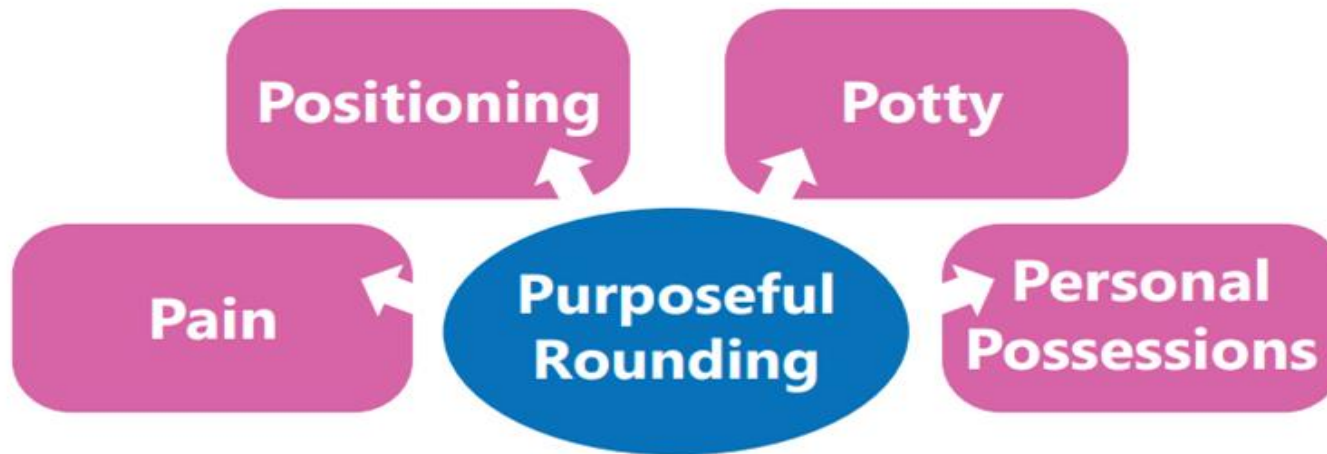 Positioning
Potty
Pain
Purposeful
Rounding
Personal
Possessions